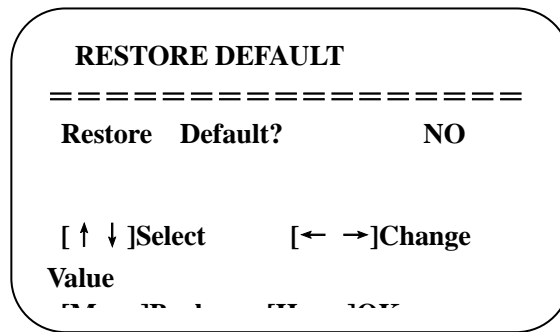 RESTORE DEFAULT
=================
Restore Default? NO
[↑ ↓]Select [← →]Change
Value